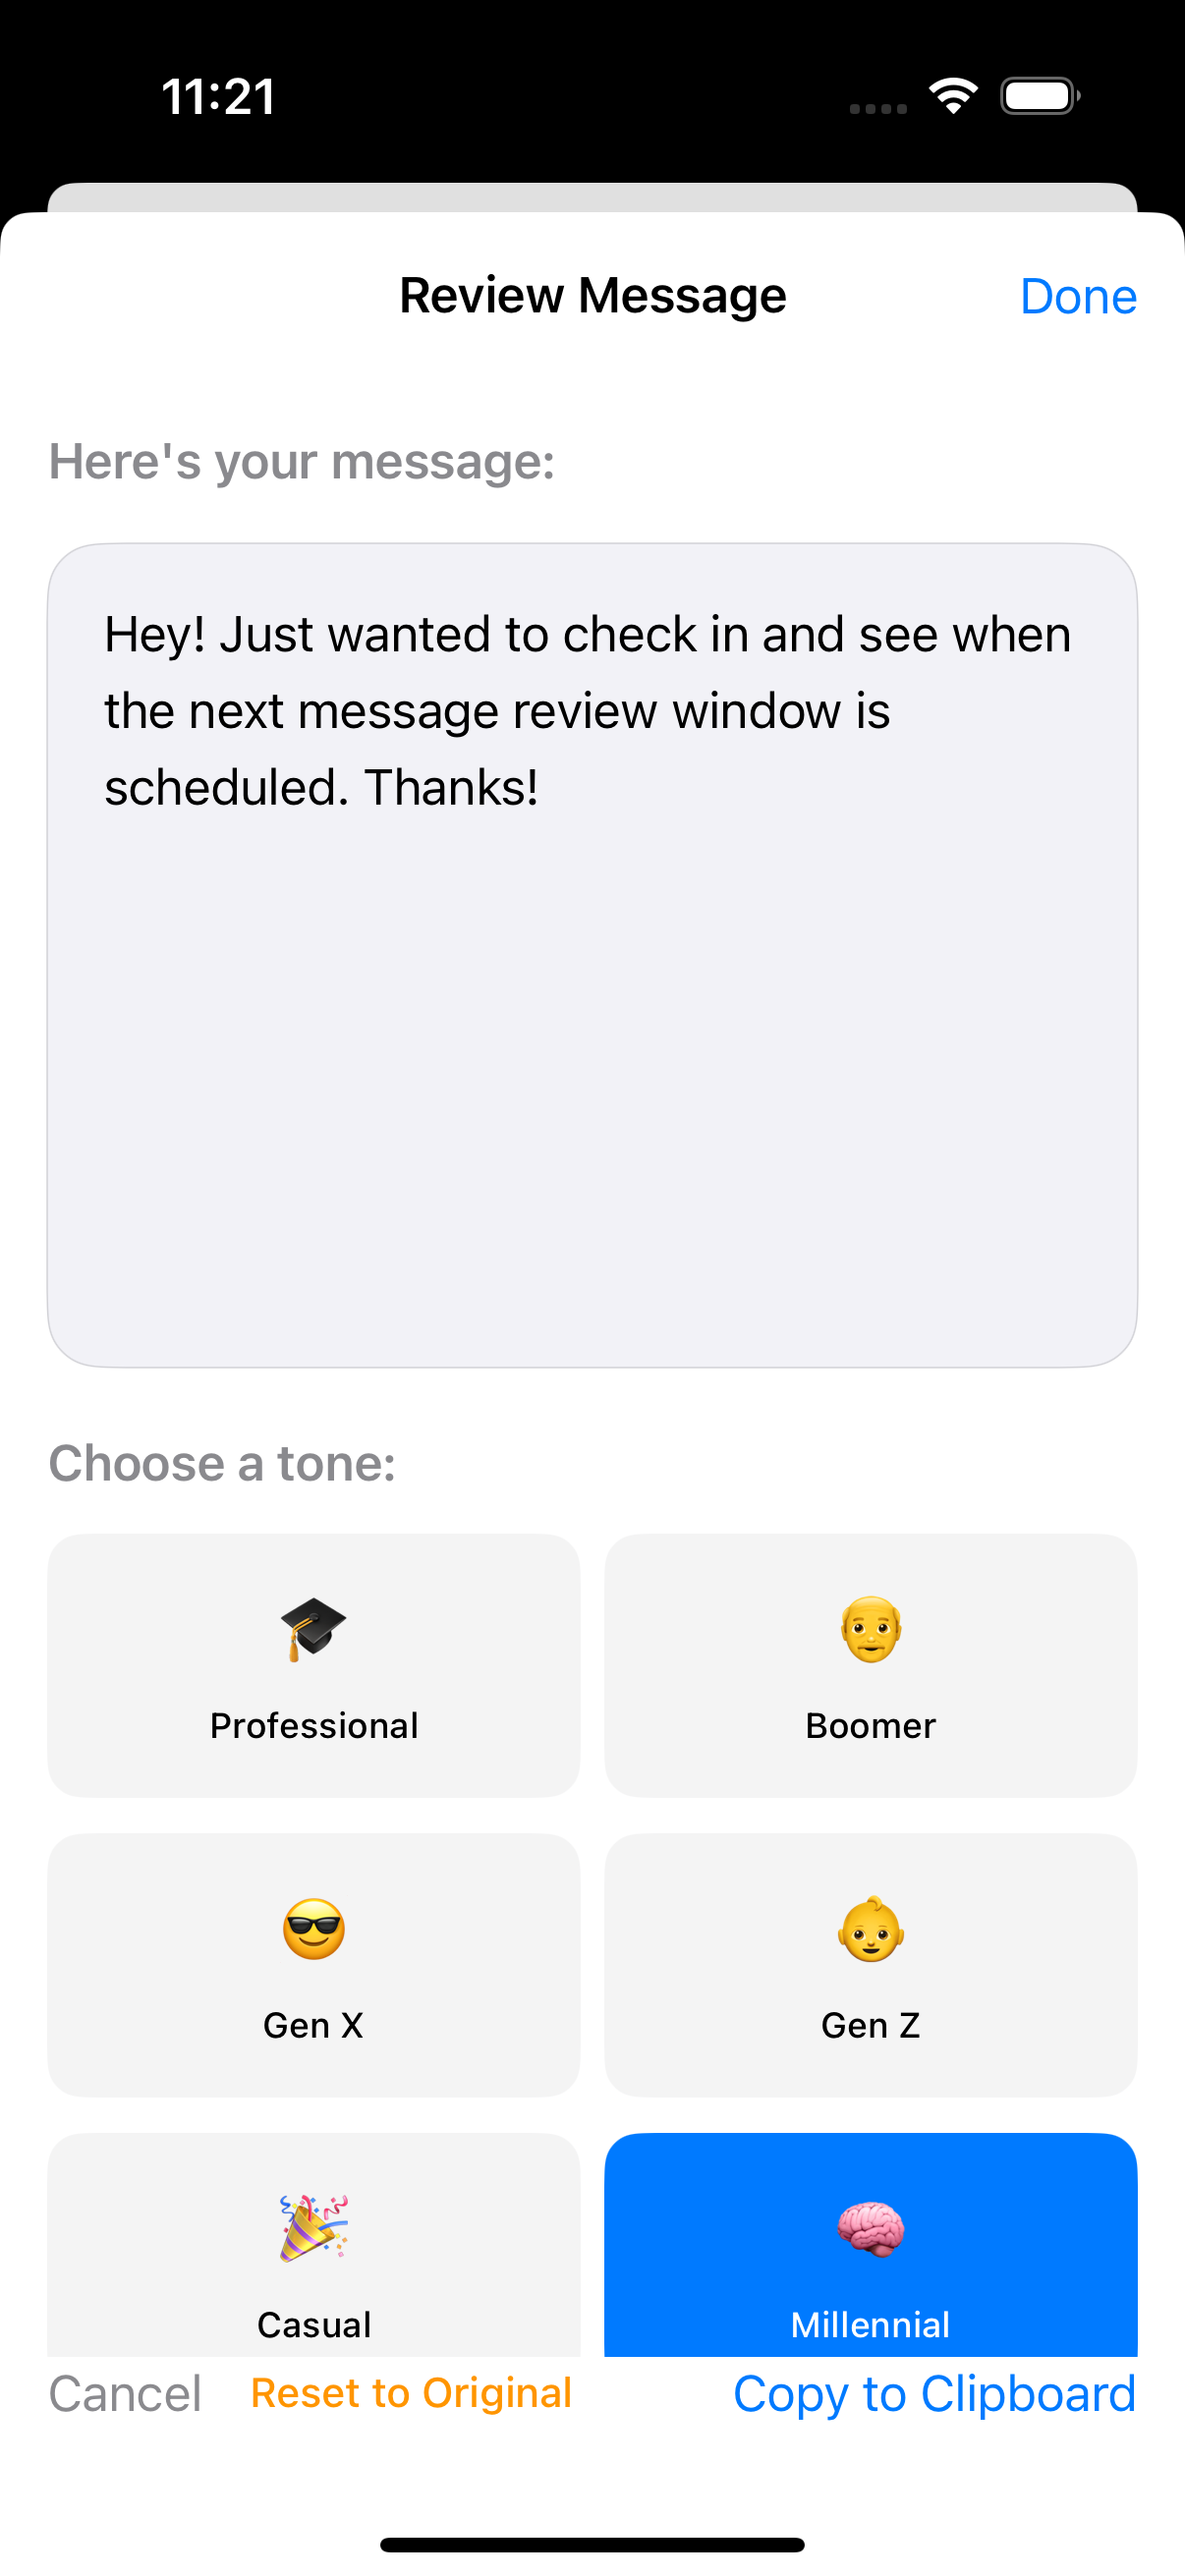 11:21
Review Message
Done
Here's your message:
Hey! Just wanted to check in and see when
the next message review window is
scheduled. Thanks!
Choose a tone:
Professional
Boomer
Gen X
Gen Z
Casual
Millennial
Cancel
Reset to Original
Copy to Clipboard